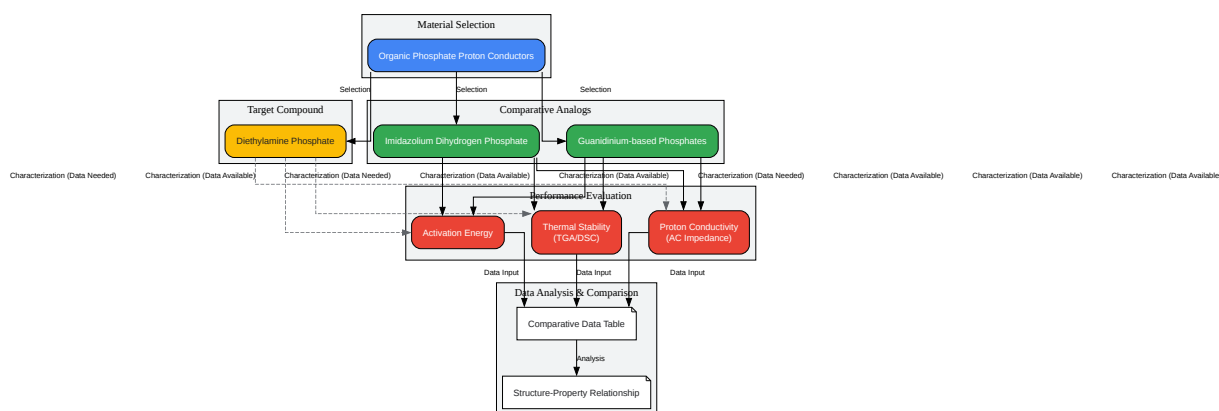 Material Selection
Organic Phosphate Proton Conductors
Selection
Selection
Selection
Target Compound
Comparative Analogs
Diethylamine Phosphate
Imidazolium Dihydrogen Phosphate
Guanidinium-based Phosphates
Characterization (Data Needed)
Characterization (Data Available)
Characterization (Data Needed)
Characterization (Data Available)
Characterization (Data Available)
Characterization (Data Needed)
Characterization (Data Available)
Characterization (Data Available)
Characterization (Data Available
Performance Evaluation
Activation Energy
Thermal Stability
(TGA/DSC)
Proton Conductivity
(AC Impedance)
Data Input
Data Input
Data Input
Data Analysis & Comparison
Comparative Data Table
Analysis
Structure-Property Relationship